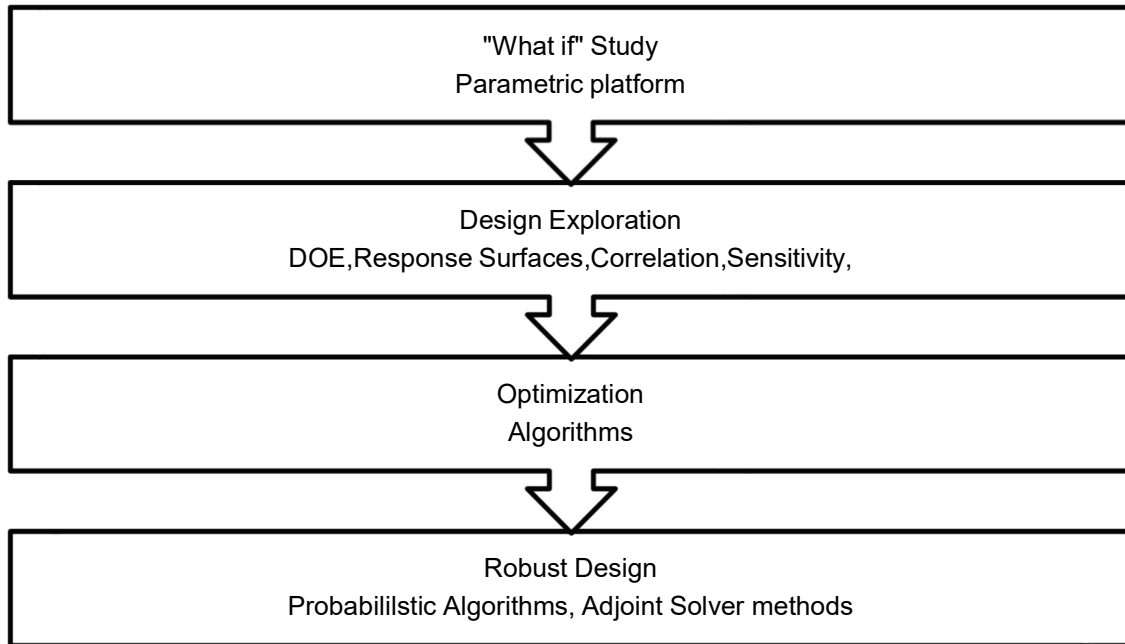 "What if" Study
Parametric platform
Design Exploration
DOE,Response Surfaces,Correlation,Sensitivity,
Optimization
Algorithms
Robust Design
Probabililstic Algorithms, Adjoint Solver methods